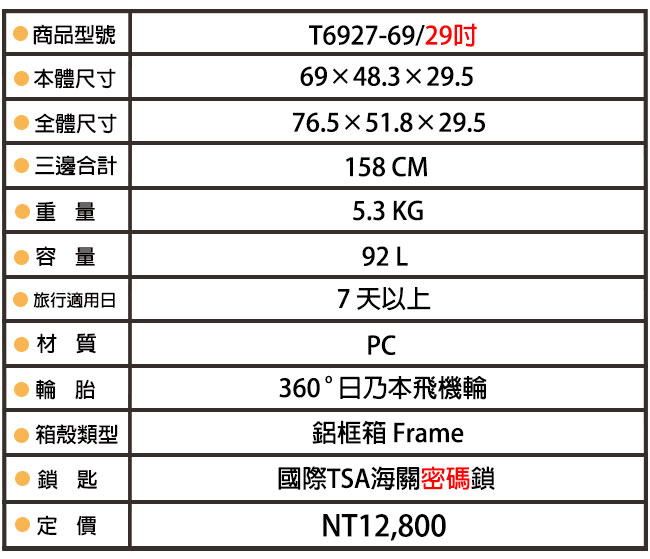 商品型號 T6927-69/29吋
本體尺寸 69×48.3×29.5
全體尺寸 76.5×51.8×29.5
三邊合計 158 CM
重 量 5.3 KG
容 量 92 L
旅行適用日 7 天以上
材 質 PC
輪 胎 360°日乃本飛機輪
箱殼類型 鋁框箱 Frame
鎖 匙 國際TSA海關密碼鎖
定 價 NT12,800